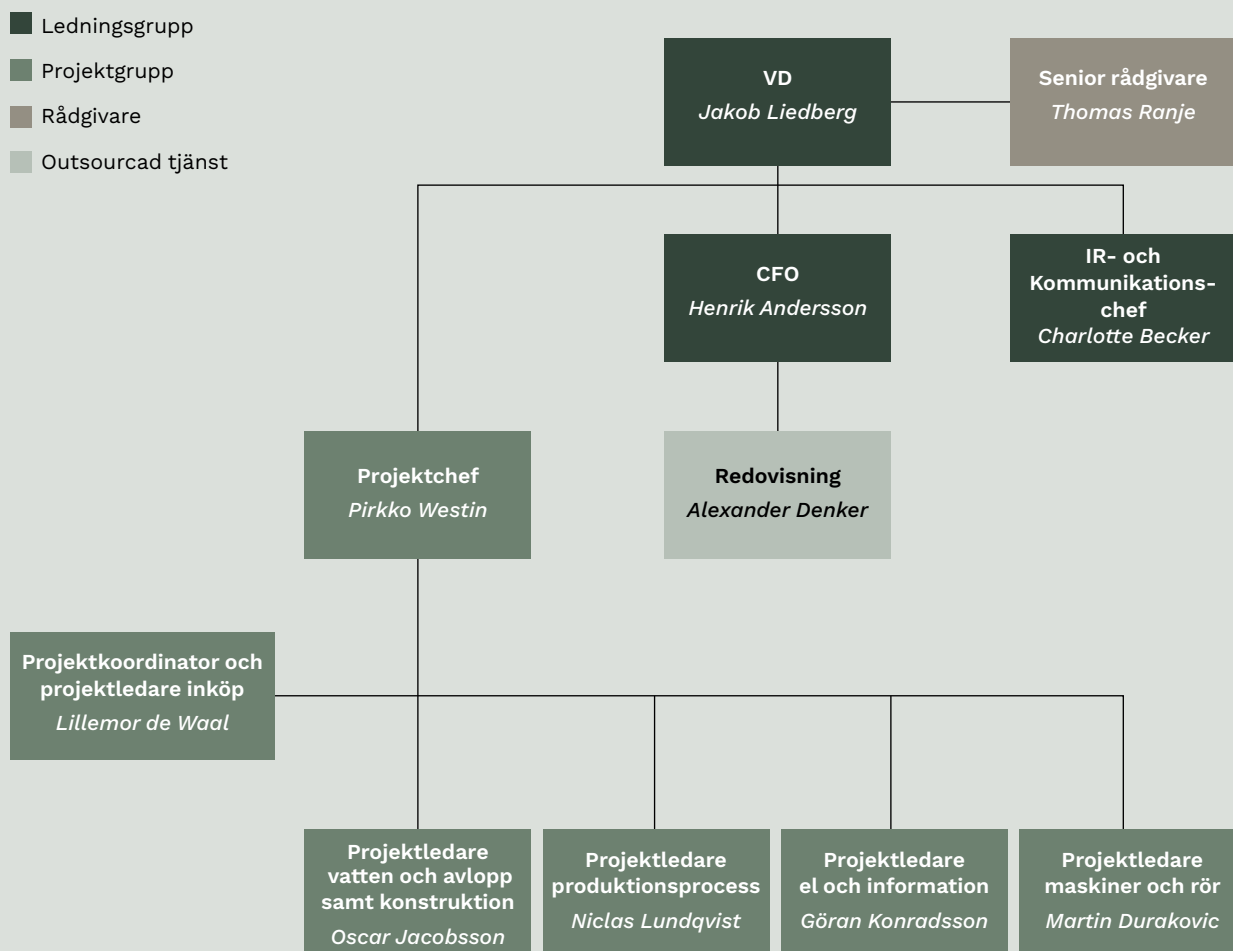 Ledningsgrupp
Projektgrupp
Rådgivare
Outsourcad tjänst
VD
Jakob Liedberg
Senior rådgivare
Thomas Ranje
CFO
Henrik Andersson
IR- och
Kommunikations-
chef
Charlotte Becker
Projektchef
Pirkko Westin
Redovisning
Alexander Denker
Projektkoordinator och
projektledare inköp
Lillemor de Waal
Projektledare
vatten och avlopp
samt konstruktion
Oscar Jacobsson
Projektledare
produktionsprocess
Niclas Lundqvist
Projektledare
el och information
Göran Konradsson
Projektledare
maskiner och rör
Martin Durakovic